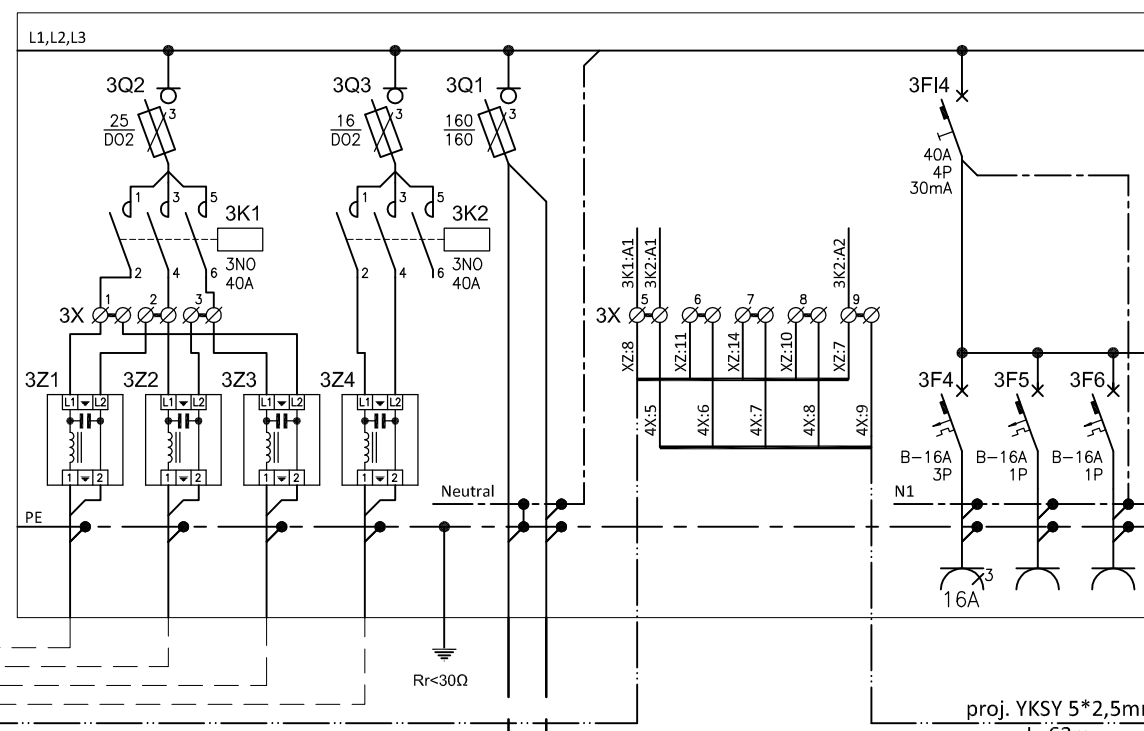 L1,L2,L3
3Q2
3Q3
3Q1
3FI4
3
3
3
25
DO2
16
DO2
160
160
40A
4P
30mA
1
3
5
1
3
5
3K1
3K2
3NO
40A
3NO
40A
2
4
6
2
4
6
3K1:A1
3K2:A1
3K2:A2
3X
1
2
3
3X
5
6
7
8
9
XZ:8
XZ:11
XZ:14
XZ:10
XZ:7
3Z1
3Z2
3Z3
3Z4
3F4
3F5
3F6
L1
L2
L1
L2
L1
L2
L1
L2
4X:5
4X:6
4X:7
4X:8
4X:9
B-16A
3P
B-16A
1P
B-16A
1P
1
2
1
2
1
2
1
2
Neutral
N1
PE
3
16A
Rr<30Ω
proj. YKSY 5*2,5m